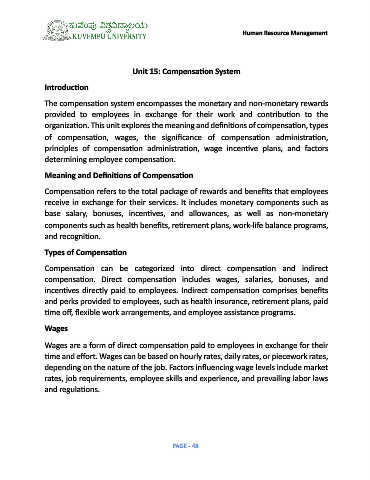 ಕುವೆಂಪು ವಿಶ್ವವಿದ್ಯಾಲಯ
KUVEMPU UNIVERSITY
Human Resource Management
Unit 15: Compensation System
Introduction
The compensation system encompasses the monetary and non-monetary rewards
provided to employees in exchange for their work and contribution to the
organization. This unit explores the meaning and definitions of compensation, types
of compensation, wages, the significance of compensation administration,
principles of compensation administration, wage incentive plans, and factors
determining employee compensation.
Meaning and Definitions of Compensation
Compensation refers to the total package of rewards and benefits that employees
receive in exchange for their services. It includes monetary components such as
base salary, bonuses, incentives, and allowances, as well as non-monetary
components such as health benefits, retirement plans, work-life balance programs,
and recognition.
Types of Compensation
Compensation can be categorized into direct compensation and indirect
compensation. Direct compensation includes wages, salaries, bonuses, and
incentives directly paid to employees. Indirect compensation comprises benefits
and perks provided to employees, such as health insurance, retirement plans, paid
time off, flexible work arrangements, and employee assistance programs.
Wages
Wages are a form of direct compensation paid to employees in exchange for their
time and effort. Wages can be based on hourly rates, daily rates, or piecework rates,
depending on the nature of the job. Factors influencing wage levels include market
rates, job requirements, employee skills and experience, and prevailing labor laws
and regulations.
PAGE - 48